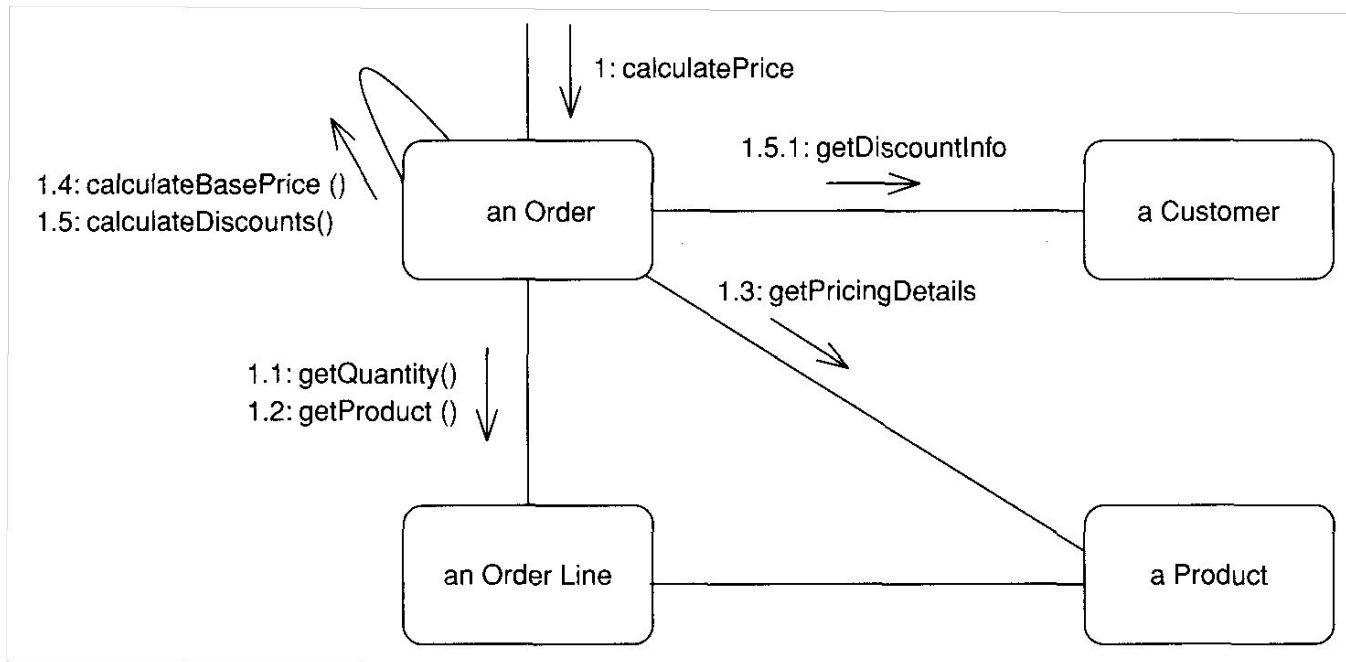 1: calculatePrice
1.5.1: getDiscountInfo
1.4: calculateBasePrice ()
1.5: calculateDiscounts()
an Order
a Customer
1.3: getPricingDetails
1.1: getQuantity()
1.2: getProduct ()
an Order Line
a Product